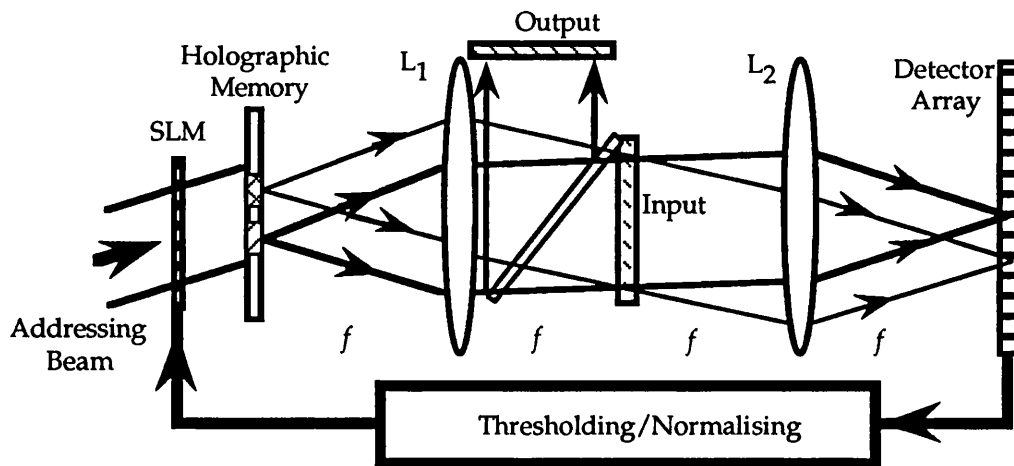 Output
Holographic
Memory
L1
L2
Detector
Array
SLM
Input
Addressing
Beam
f
f
f
f
Thresholding/Normalising